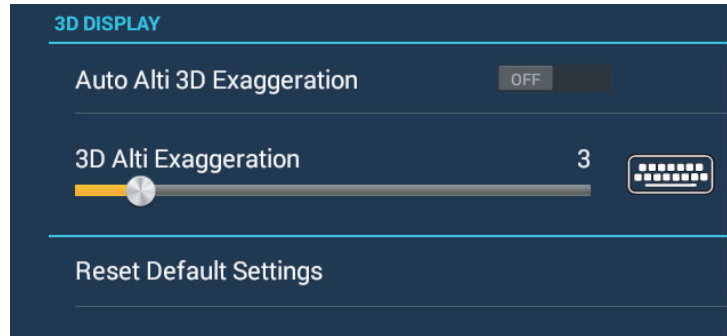 3D DISPLAY
Auto Alti 3D Exaggeration OFF
3D Alti Exaggeration 3
Reset Default Settings